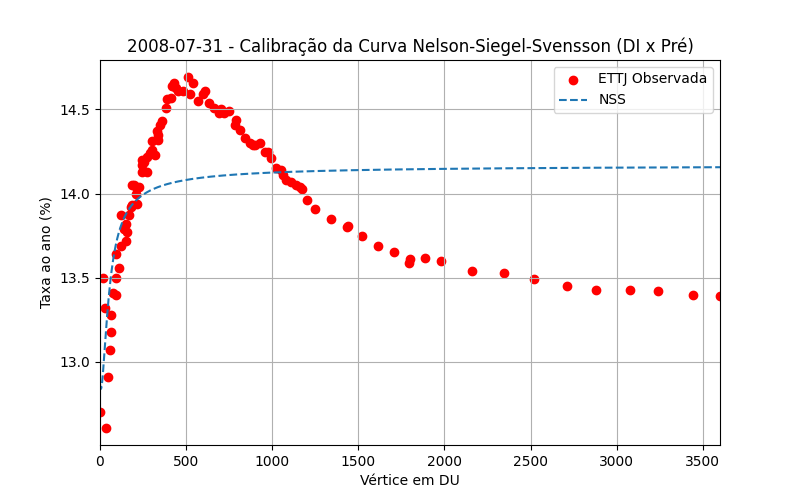 2008-07-31 - Calibração da Curva Nelson-Siegel-Svensson (DI x Pré)
ETTJ Observada
NSS
Taxa ao ano (%)
14.5
14.0
13.5
13.0
0 500 1000 1500 2000 2500 3000 3500
Vértice em DU